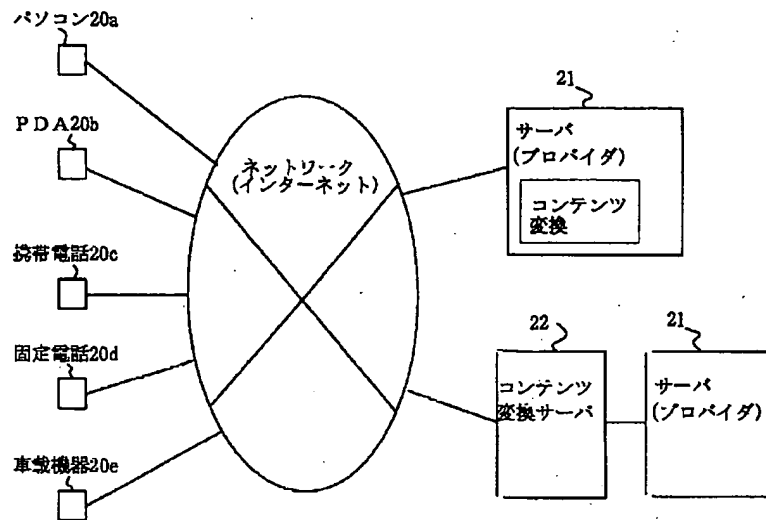 パソコン20a
PDA20b
携帯電話20c
固定電話20d
車載機器20e
ネットワーク
(インターネット)
21
サーバ
(プロバイダ)
コンテンツ
変換
22
コンテンツ
変換サーバ
21
サーバ
(プロバイダ)